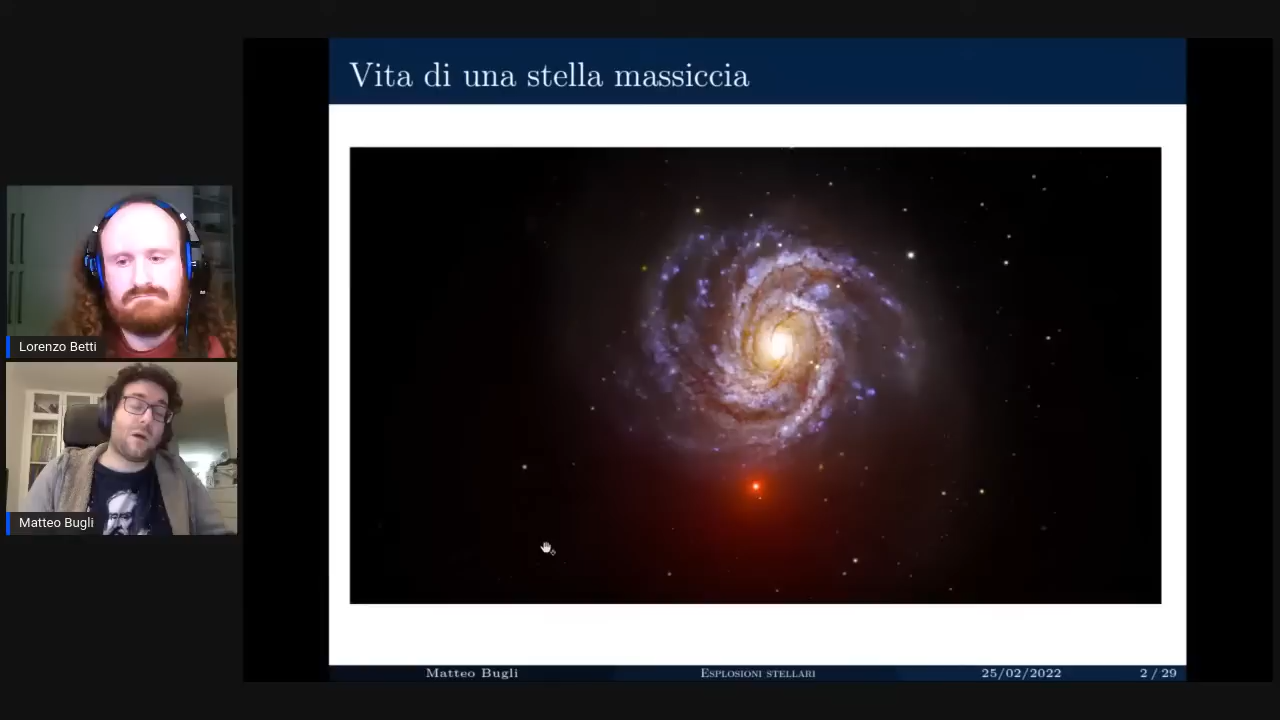 Vita di una stella massiccia
Lorenzo Betti
Matteo Bugli
Matteo Bugli
Esplosioni stellari
25/02/2022
2 / 29